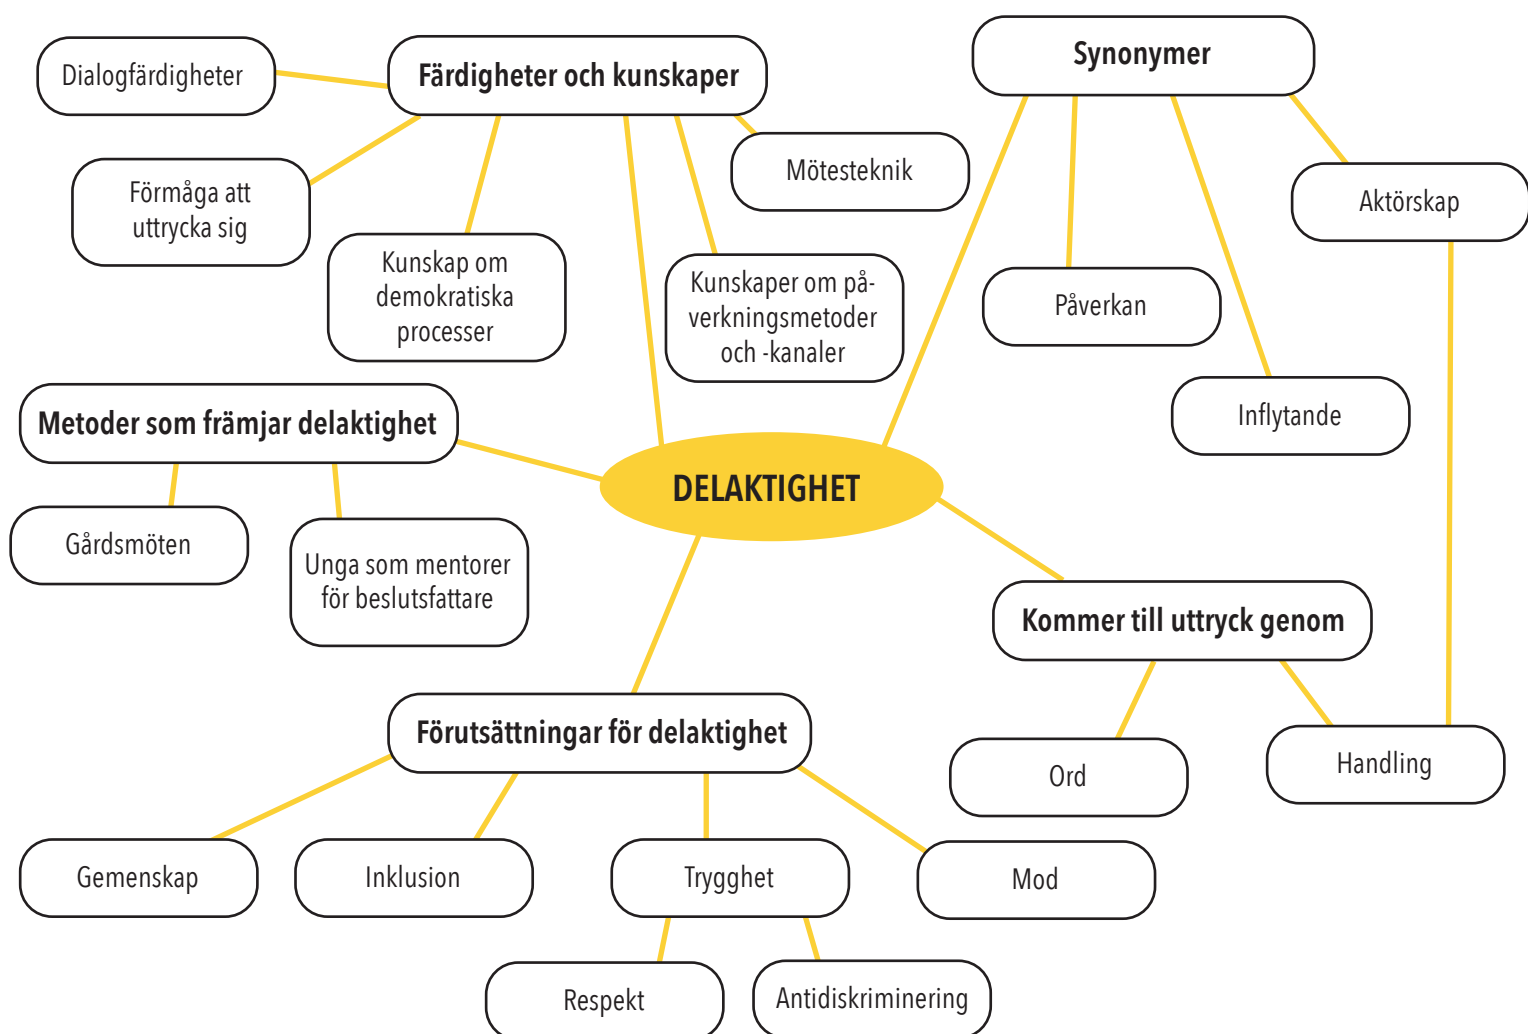 Synonymer
Dialogfärdigheter
Färdigheter och kunskaper
Mötesteknik
Aktörskap
Förmåga att
uttrycka sig
Kunskap om
demokratiska
processer
Kunskaper om på-
verkningsmetoder
och -kanaler
Påverkan
Inflytande
Metoder som främjar delaktighet
DELAKTIGHET
Gårdsmöten
Unga som mentorer
för beslutsfattare
Kommer till uttryck genom
Förutsättningar för delaktighet
Ord
Handling
Gemenskap
Inklusion
Trygghet
Mod
Respekt
Antidiskriminering